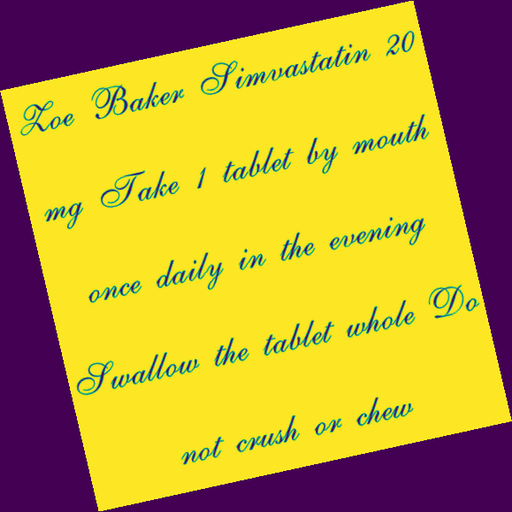 Zoe Baker Simvastatin 20
mg Take 1 tablet by mouth
once daily in the evening
Swallow the tablet whole Do
not crush or chew